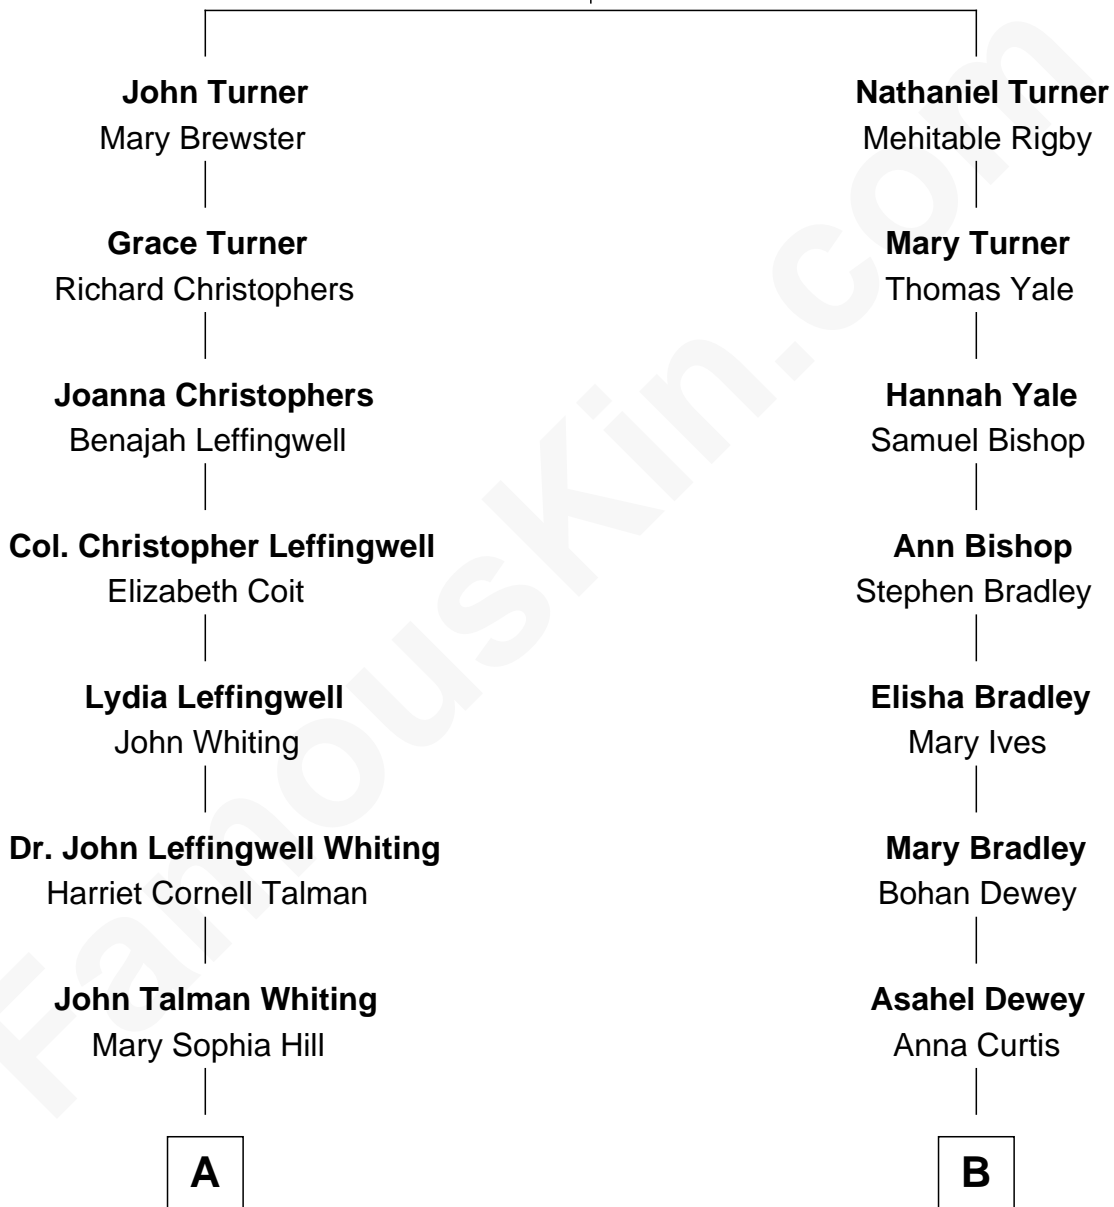 John Turner
Mary Brewster
Nathaniel Turner
Mehitable Rigby
Grace Turner
Richard Christophers
Mary Turner
Thomas Yale
Joanna Christophers
Benajah Leffingwell
Hannah Yale
Samuel Bishop
Col. Christopher Leffingwell
Elizabeth Coit
Ann Bishop
Stephen Bradley
Lydia Leffingwell
John Whiting
Elisha Bradley
Mary Ives
Dr. John Leffingwell Whiting
Harriet Cornell Talman
Mary Bradley
Bohan Dewey
John Talman Whiting
Mary Sophia Hill
Asahel Dewey
Anna Curtis
A
B
FamousKin.com